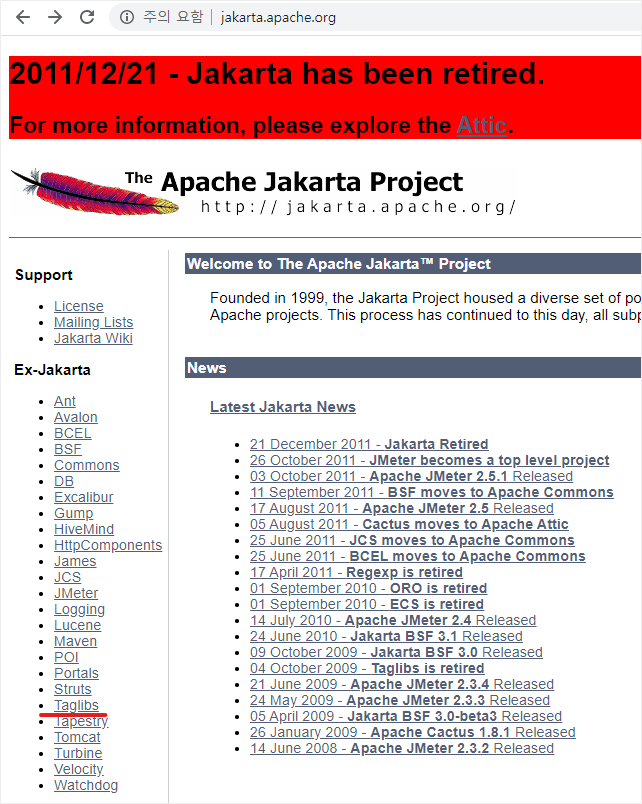 주의 요함 | jakarta.apache.org
2011/12/21 - Jakarta has been retired.
For more information, please explore the Attic.
The Apache Jakarta Project
http://jakarta.apache.org/
Support
License
Mailing Lists
Jakarta Wiki
Ex-Jakarta
Ant
Avalon
BCEL
BSF
Commons
DB
Excalibur
Gump
HiveMind
HttpComponents
James
JCS
JMeter
Logging
Lucene
Maven
POI
Portals
Struts
Taglibs
Tapestry
Tomcat
Turbine
Velocity
Watchdog
Welcome to The Apache Jakarta™ Project
Founded in 1999, the Jakarta Project housed a diverse set of po
Apache projects. This process has continued to this day, all subp
News
Latest Jakarta News
21 December 2011 - Jakarta Retired
26 October 2011 - JMeter becomes a top level project
03 October 2011 - Apache JMeter 2.5.1 Released
11 September 2011 - BSF moves to Apache Commons
17 August 2011 - Apache JMeter 2.5 Released
05 August 2011 - Cactus moves to Apache Attic
25 June 2011 - JCS moves to Apache Commons
25 June 2011 - BCEL moves to Apache Commons
17 April 2011 - Regexp is retired
01 September 2010 - ORO is retired
01 September 2010 - ECS is retired
14 July 2010 - Apache JMeter 2.4 Released
24 June 2010 - Jakarta BSF 3.1 Released
09 October 2009 - Jakarta BSF 3.0 Released
04 October 2009 - Taglibs is retired
21 June 2009 - Apache JMeter 2.3.4 Released
24 May 2009 - Apache JMeter 2.3.3 Released
05 April 2009 - Jakarta BSF 3.0-beta3 Released
26 January 2009 - Apache Cactus 1.8.1 Released
14 June 2008 - Apache JMeter 2.3.2 Released